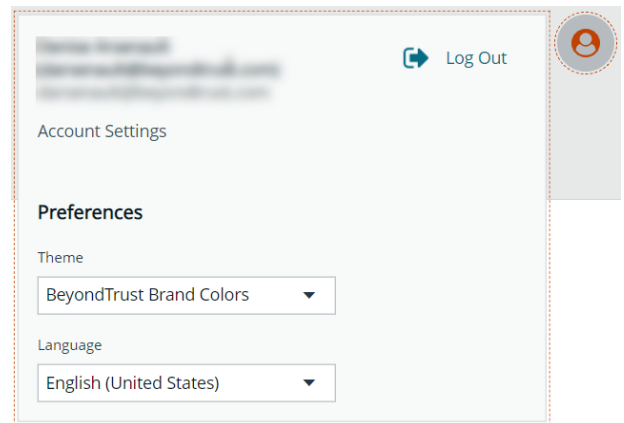 Log Out
Account Settings
Preferences
Theme
BeyondTrust Brand Colors
Language
English (United States)